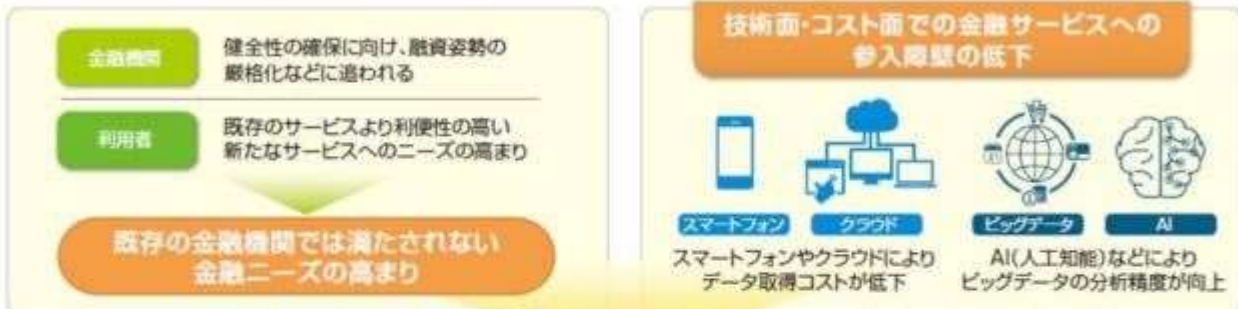 金融機関
健全性の確保に向け、融資姿勢の
厳格化などに追われる
利用者
既存のサービスより利便性の高い
新たなサービスへのニーズの高まり
既存の金融機関では満たされない
金融ニーズの高まり
技術面・コスト面での金融サービスへの
参入障壁の低下
スマートフォン
クラウド
ビッグデータ
AI
スマートフォンやクラウドにより
データ取得コストが低下
AI(人工知能)などにより
ビッグデータの分析精度が向上